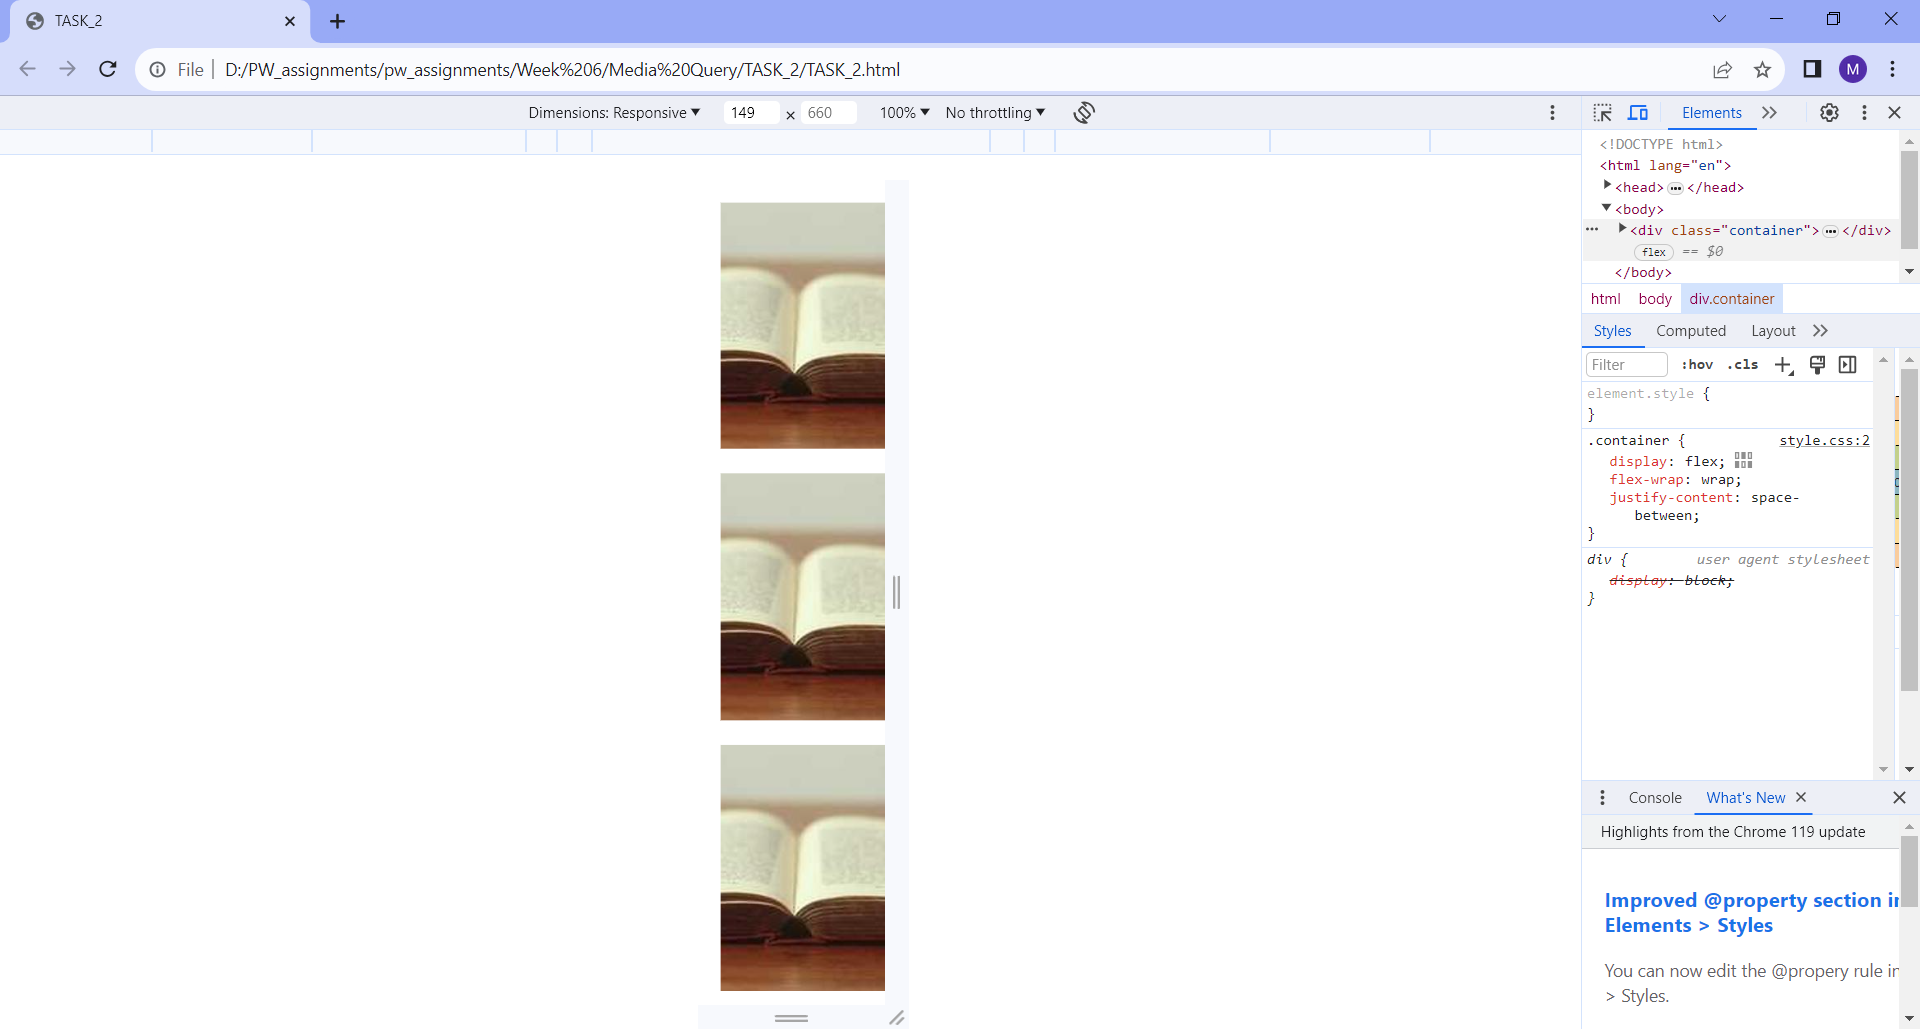 TASK_2
File
D:/PW_assignments/pw_assignments/Week%206/Media%20Query/TASK_2/TASK_2.html
M
Dimensions: Responsive 149 × 660 100% No throttling
Elements
<!DOCTYPE html>
<html lang="en">
<head> ••• </head>
<body>
••• <div class="container"> ••• </div>
flex == $0
</body>
html body div.container
Styles Computed Layout
Filter :hov .cls
element.style {
}
.container { style.css:2
display: flex;
flex-wrap: wrap;
justify-content: space-
between;
}
div { user agent stylesheet
display: block;
}
Console What's New
Highlights from the Chrome 119 update
Improved @property section in
Elements > Styles
You can now edit the @propery rule in
> Styles.